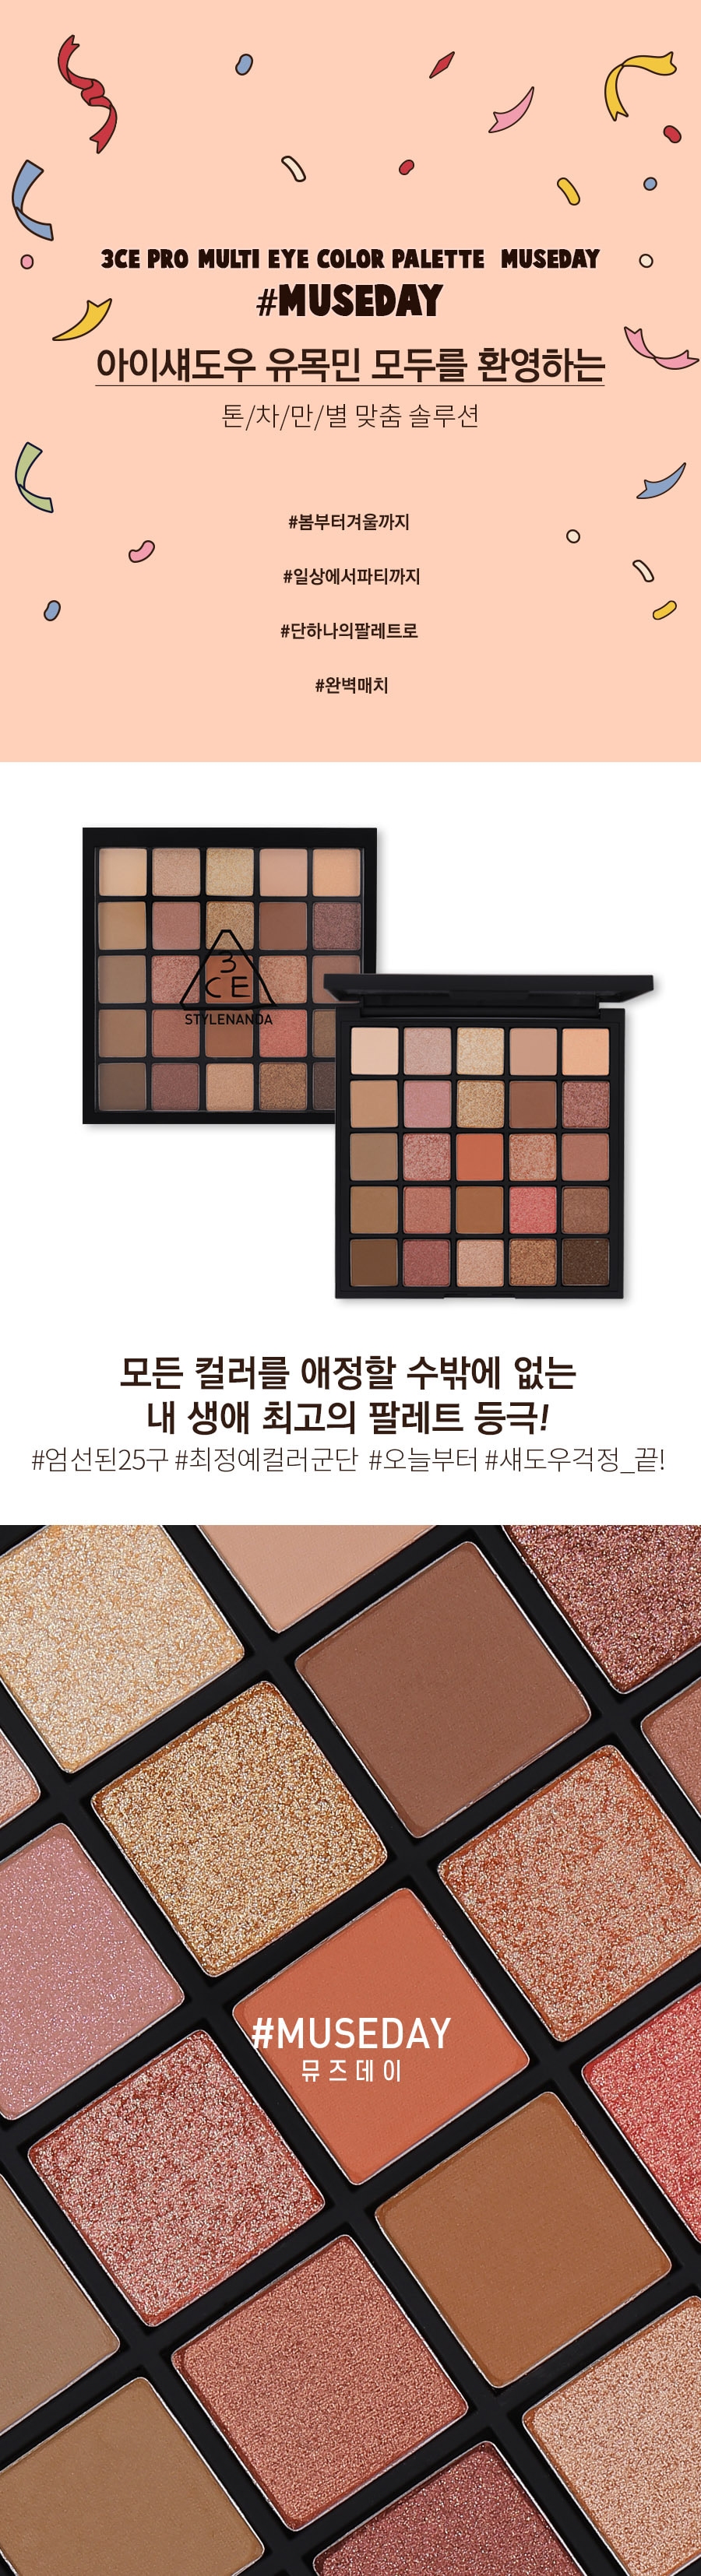 3CE PRO MULTI EYE COLOR PALETTE MUSEDAY
#MUSEDAY
아이섀도우 유목민 모두를 환영하는
톤/차/만/별 맞춤 솔루션
#봄부터겨울까지
#일상에서파티까지
#단하나의팔레트로
#완벽매치
3
CE
STYLENANDA
모든 컬러를 애정할 수밖에 없는
내 생애 최고의 팔레트 등극!
#엄선된25구 #최정예컬러군단 #오늘부터 #섀도우걱정_끝!
#MUSEDAY
뮤즈데이